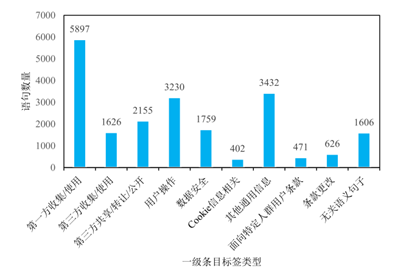 7000
6000
5000
4000
3000
2000
1000
0
语句数量
5897
1626
2155
3230
1759
402
3432
471
626
1606
第一方收集/使用
第三方收集/使用
第三方共享/转让/公开
用户操作
数据安全
Cookie信息相关
其他通用信息
面向特定人群用户条款
条款更改
无关语义句子
一级条目标签类型